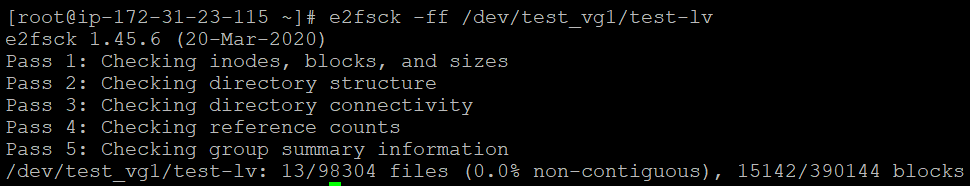 [root@ip-172-31-23-115 ~]# e2fsck -ff /dev/test_vg1/test-lv
e2fsck 1.45.6 (20-Mar-2020)
Pass 1: Checking inodes, blocks, and sizes
Pass 2: Checking directory structure
Pass 3: Checking directory connectivity
Pass 4: Checking reference counts
Pass 5: Checking group summary information
/dev/test_vg1/test-lv: 13/98304 files (0.0% non-contiguous), 15142/390144 blocks